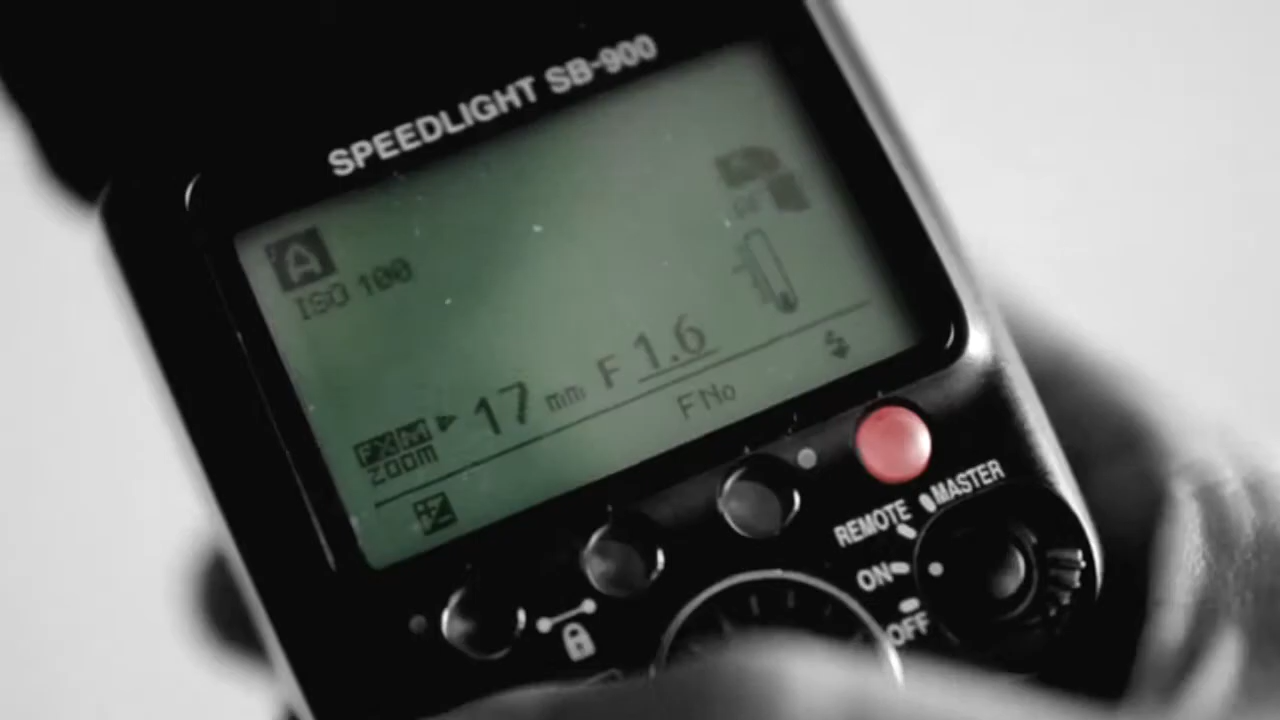 SPEEDLIGHT SB-900
A
ISO 100
FX M ▶ 17 mm F 1.6
ZOOM
FNo
MASTER
REMOTE
ON
OFF